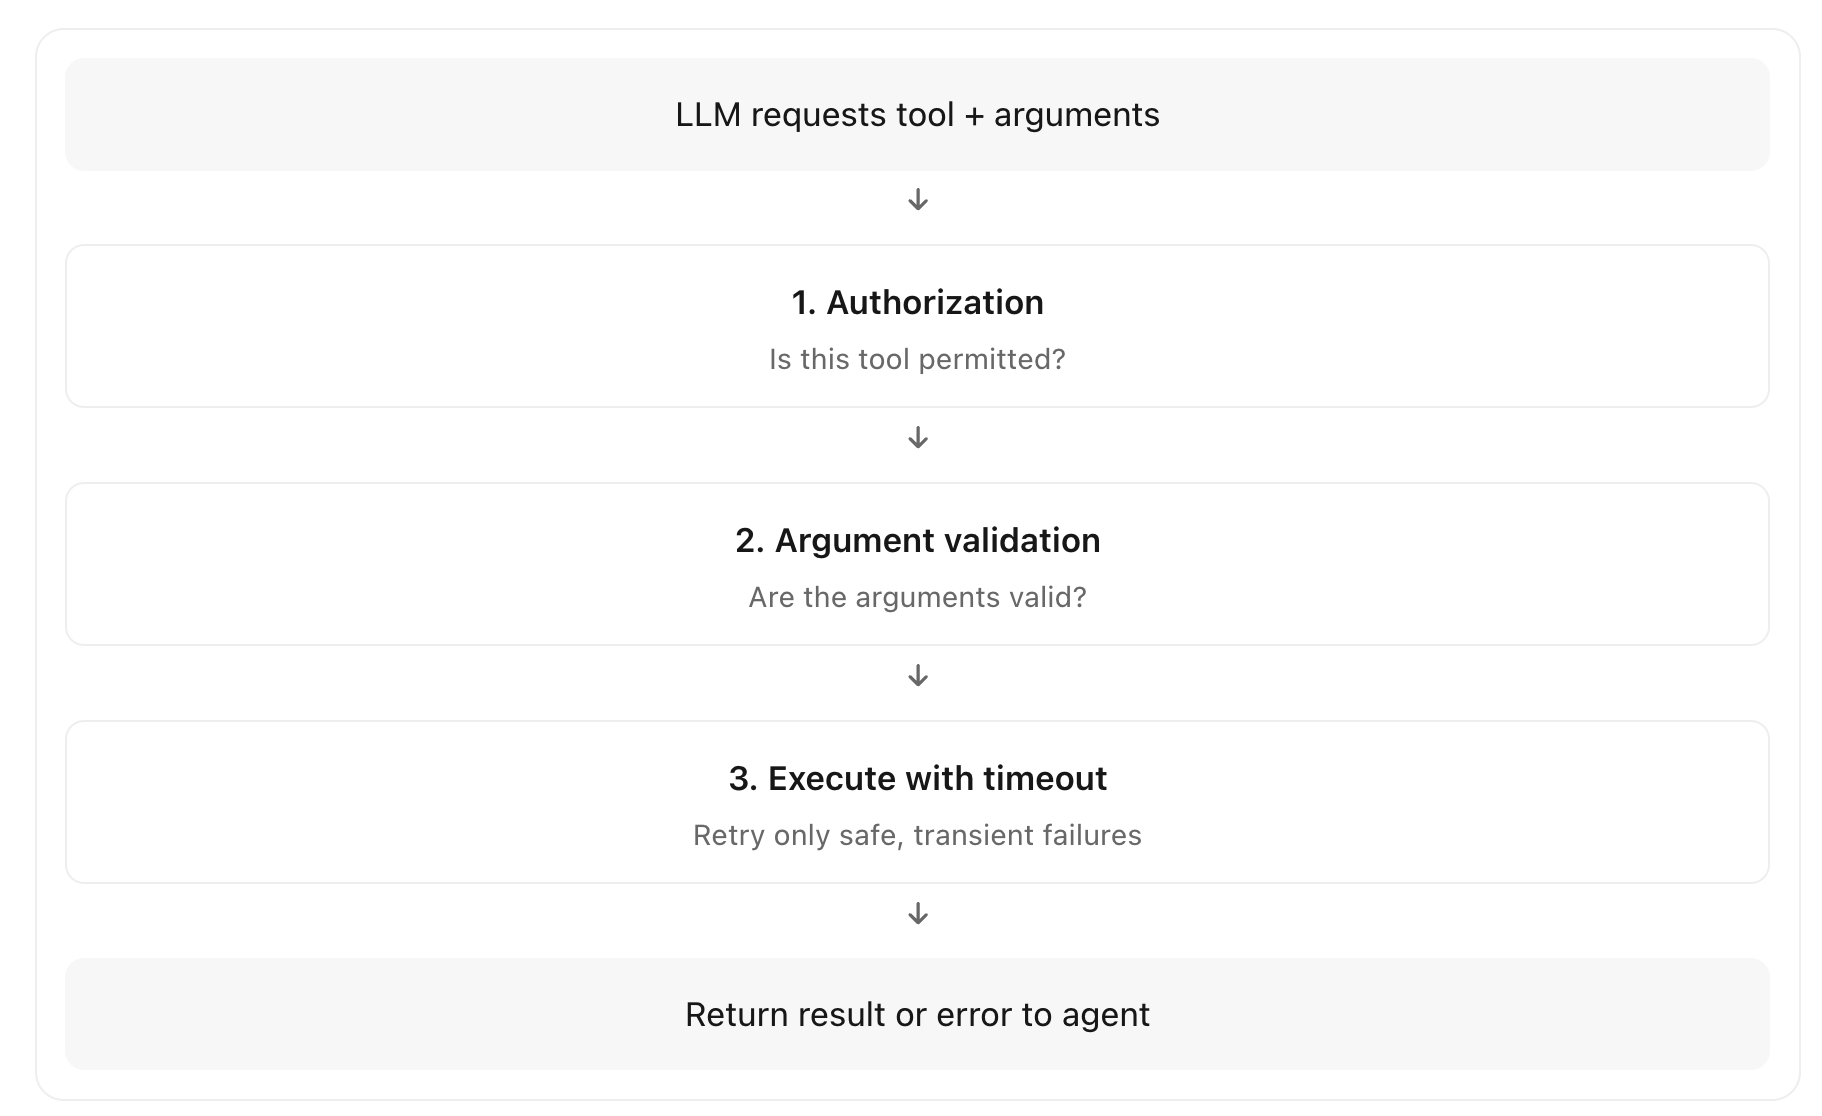 LLM requests tool + arguments
1. Authorization
Is this tool permitted?
2. Argument validation
Are the arguments valid?
3. Execute with timeout
Retry only safe, transient failures
Return result or error to agent